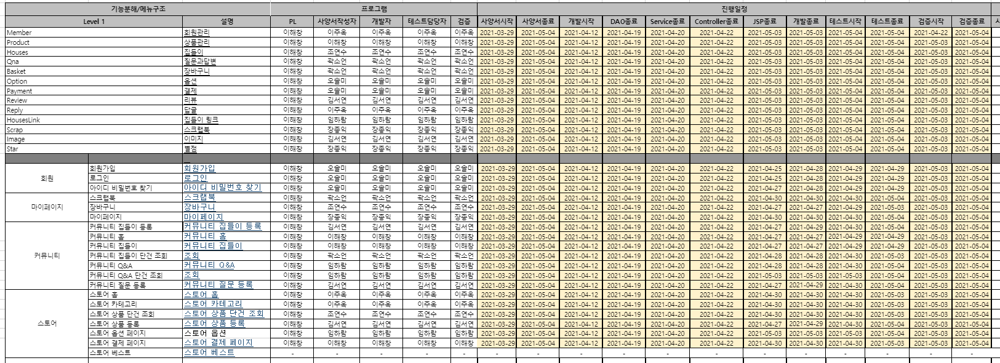 기능분해/메뉴구조 프로그램 진행일정
Level 1 설명 PL 사양서작성자 개발자 테스트담당자 검증 사양서시작 사양서종료 개발시작 DAO종료 Service종료 Controller종료 JSP종료 개발종료 테스트시작 테스트종료 검증시작 검증종료
Member 회원관리 이해창 이주옥 이주옥 이주옥 이주옥 2021-03-29 2021-05-04 2021-04-12 2021-04-19 2021-04-20 2021-04-22 2021-05-03 2021-05-03 2021-05-04 2021-05-04 2021-04-22 2021-05-04
Product 상품관리 이해창 이해창 이해창 이해창 이해창 2021-03-29 2021-05-04 2021-04-12 2021-04-19 2021-04-20 2021-04-22 2021-05-03 2021-05-03 2021-05-04 2021-05-04 2021-05-03 2021-05-04
Houses 집들이 이해창 조연수 조연수 조연수 조연수 2021-03-29 2021-05-04 2021-04-12 2021-04-19 2021-04-20 2021-04-22 2021-05-03 2021-05-03 2021-05-04 2021-05-04 2021-05-03 2021-05-04
Qna 질문과답변 이해창 곽소언 곽소언 곽소언 곽소언 2021-03-29 2021-05-04 2021-04-12 2021-04-19 2021-04-20 2021-04-22 2021-05-03 2021-05-03 2021-05-04 2021-05-04 2021-05-03 2021-05-04
Basket 장바구니 이해창 곽소언 곽소언 곽소언 곽소언 2021-03-29 2021-05-04 2021-04-12 2021-04-19 2021-04-20 2021-04-22 2021-05-03 2021-05-03 2021-05-04 2021-05-04 2021-05-03 2021-05-04
Option 옵션 이해창 오솔미 오솔미 오솔미 오솔미 2021-03-29 2021-05-04 2021-04-12 2021-04-19 2021-04-20 2021-04-22 2021-05-03 2021-05-03 2021-05-04 2021-05-04 2021-05-03 2021-05-04
Payment 결제 이해창 오솔미 오솔미 오솔미 오솔미 2021-03-29 2021-05-04 2021-04-12 2021-04-19 2021-04-20 2021-04-22 2021-05-03 2021-05-03 2021-05-04 2021-05-04 2021-05-03 2021-05-04
Review 리뷰 이해창 김서연 김서연 김서연 김서연 2021-03-29 2021-05-04 2021-04-12 2021-04-19 2021-04-20 2021-04-22 2021-05-03 2021-05-03 2021-05-04 2021-05-04 2021-05-03 2021-05-04
Reply 답글 이해창 이주옥 이주옥 이주옥 이주옥 2021-03-29 2021-05-04 2021-04-12 2021-04-19 2021-04-20 2021-04-22 2021-05-03 2021-05-03 2021-05-04 2021-05-04 2021-05-03 2021-05-04
HousesLink 집들이 링크 이해창 임하람 임하람 임하람 임하람 2021-03-29 2021-05-04 2021-04-12 2021-04-19 2021-04-20 2021-04-22 2021-05-03 2021-05-03 2021-05-04 2021-05-04 2021-05-03 2021-05-04
Scrap 스크랩북 이해창 장종익 장종익 장종익 장종익 2021-03-29 2021-05-04 2021-04-12 2021-04-19 2021-04-20 2021-04-22 2021-05-03 2021-05-03 2021-05-04 2021-05-04 2021-05-03 2021-05-04
Image 이미지 이해창 김서연 김서연 김서연 김서연 2021-03-29 2021-05-04 2021-04-12 2021-04-19 2021-04-20 2021-04-22 2021-05-03 2021-05-03 2021-05-04 2021-05-04 2021-05-03 2021-05-04
Star 별점 이해창 장종익 장종익 장종익 장종익 2021-03-29 2021-05-04 2021-04-12 2021-04-19 2021-04-20 2021-04-22 2021-05-03 2021-05-03 2021-05-04 2021-05-04 2021-05-03 2021-05-04
회원가입 회원가입 이해창 오솔미 오솔미 오솔미 오솔미 2021-03-29 2021-05-04 2021-04-12 2021-04-19 2021-04-20 2021-04-22 2021-04-25 2021-04-28 2021-04-29 2021-04-29 2021-05-03 2021-05-04
회원 로그인 로그인 이해창 오솔미 오솔미 오솔미 오솔미 2021-03-29 2021-05-04 2021-04-12 2021-04-19 2021-04-20 2021-04-22 2021-04-25 2021-04-28 2021-04-29 2021-04-29 2021-05-03 2021-05-04
아이디 비밀번호 찾기 아이디 비밀번호 찾기 이해창 오솔미 오솔미 오솔미 오솔미 2021-03-29 2021-05-04 2021-04-12 2021-04-19 2021-04-20 2021-04-22 2021-04-27 2021-04-28 2021-04-29 2021-04-29 2021-05-03 2021-05-04
스크랩북 스크랩북 이해창 곽소언 곽소언 곽소언 곽소언 2021-03-29 2021-05-04 2021-04-12 2021-04-19 2021-04-20 2021-04-22 2021-04-30 2021-04-30 2021-04-30 2021-05-04 2021-05-03 2021-05-04
마이페이지 장바구니 장바구니 이해창 조연수 조연수 조연수 조연수 2021-03-29 2021-05-04 2021-04-12 2021-04-19 2021-04-20 2021-04-22 2021-04-27 2021-04-27 2021-04-29 2021-05-03 2021-05-03 2021-05-04
마이페이지 마이페이지 이해창 장종익 장종익 장종익 장종익 2021-03-29 2021-05-04 2021-04-12 2021-04-19 2021-04-20 2021-04-22 2021-04-30 2021-04-30 2021-04-30 2021-05-04 2021-05-03 2021-05-04
커뮤니티 집들이 등록 커뮤니티 집들이 등록 이해창 김서연 김서연 김서연 김서연 2021-03-29 2021-05-04 2021-04-12 2021-04-19 2021-04-20 2021-04-22 2021-04-27 2021-04-29 2021-04-29 2021-05-04 2021-05-03 2021-05-04
커뮤니티 홈 커뮤니티 홈 이해창 이해창 이해창 이해창 이해창 2021-03-29 2021-05-04 2021-04-12 2021-04-19 2021-04-20 2021-04-22 2021-04-27 2021-04-27 2021-04-29 2021-04-29 2021-05-03 2021-05-04
커뮤니티 집들이 커뮤니티 집들이 이해창 이해창 이해창 이해창 이해창 2021-03-29 2021-05-04 2021-04-12 2021-04-19 2021-04-20 2021-04-22 2021-04-27 2021-04-27 2021-04-29 2021-04-29 2021-05-03 2021-05-04
커뮤니티 커뮤니티 집들이 단건 조회 조회 이해창 곽소언 곽소언 곽소언 곽소언 2021-03-29 2021-05-04 2021-04-12 2021-04-19 2021-04-20 2021-04-22 2021-04-28 2021-04-28 2021-04-30 2021-05-03 2021-05-03 2021-05-04
커뮤니티 Q&A 커뮤니티 Q&A 이해창 임하람 임하람 임하람 임하람 2021-03-29 2021-05-04 2021-04-12 2021-04-19 2021-04-20 2021-04-22 2021-04-28 2021-04-28 2021-04-30 2021-05-03 2021-05-03 2021-05-04
커뮤니티 Q&A 단건 조회 조회 이해창 임하람 임하람 임하람 임하람 2021-03-29 2021-05-04 2021-04-12 2021-04-19 2021-04-20 2021-04-22 2021-05-03 2021-05-03 2021-05-04 2021-05-03 2021-05-03 2021-05-04
커뮤니티 질문 등록 커뮤니티 질문 등록 이해창 김서연 김서연 김서연 김서연 2021-03-29 2021-05-04 2021-04-12 2021-04-19 2021-04-20 2021-04-22 2021-04-27 2021-04-29 2021-04-30 2021-05-04 2021-05-03 2021-05-04
스토어 홈 스토어 홈 이해창 이주옥 이주옥 이주옥 이주옥 2021-03-29 2021-05-04 2021-04-12 2021-04-19 2021-04-20 2021-04-22 2021-04-30 2021-04-30 2021-04-30 2021-05-03 2021-05-03 2021-05-04
스토어 카테고리 스토어 카테고리 이해창 이주옥 이주옥 이주옥 이주옥 2021-03-29 2021-05-04 2021-04-12 2021-04-19 2021-04-20 2021-04-22 2021-04-30 2021-04-30 2021-04-30 2021-05-03 2021-05-03 2021-05-04
스토어 상품 단건 조회 스토어 상품 단건 조회 이해창 조연수 조연수 조연수 조연수 2021-03-29 2021-05-04 2021-04-12 2021-04-19 2021-04-20 2021-04-22 2021-04-30 2021-04-30 2021-05-04 2021-05-04 2021-05-03 2021-05-04
스토어 스토어 상품 등록 스토어 상품 등록 이해창 김서연 김서연 김서연 김서연 2021-03-29 2021-05-04 2021-04-12 2021-04-19 2021-04-20 2021-04-22 2021-04-27 2021-04-29 2021-04-30 2021-05-04 2021-05-03 2021-05-04
스토어 옵션 페이지 스토어 옵션 이해창 임하람 임하람 임하람 임하람 2021-03-29 2021-05-04 2021-04-12 2021-04-19 2021-04-20 2021-04-22 2021-05-03 2021-05-03 2021-05-03 2021-05-03 2021-05-03 2021-05-04
스토어 결제 페이지 스토어 결제 페이지 이해창 이해창 이해창 이해창 이해창 2021-03-29 2021-05-04 2021-04-12 2021-04-19 2021-04-20 2021-04-22 2021-04-30 2021-04-30 2021-04-30 2021-05-03 2021-05-03 2021-05-04
스토어 베스트 스토어 베스트 - - - - - - - - - - - - - - - - -